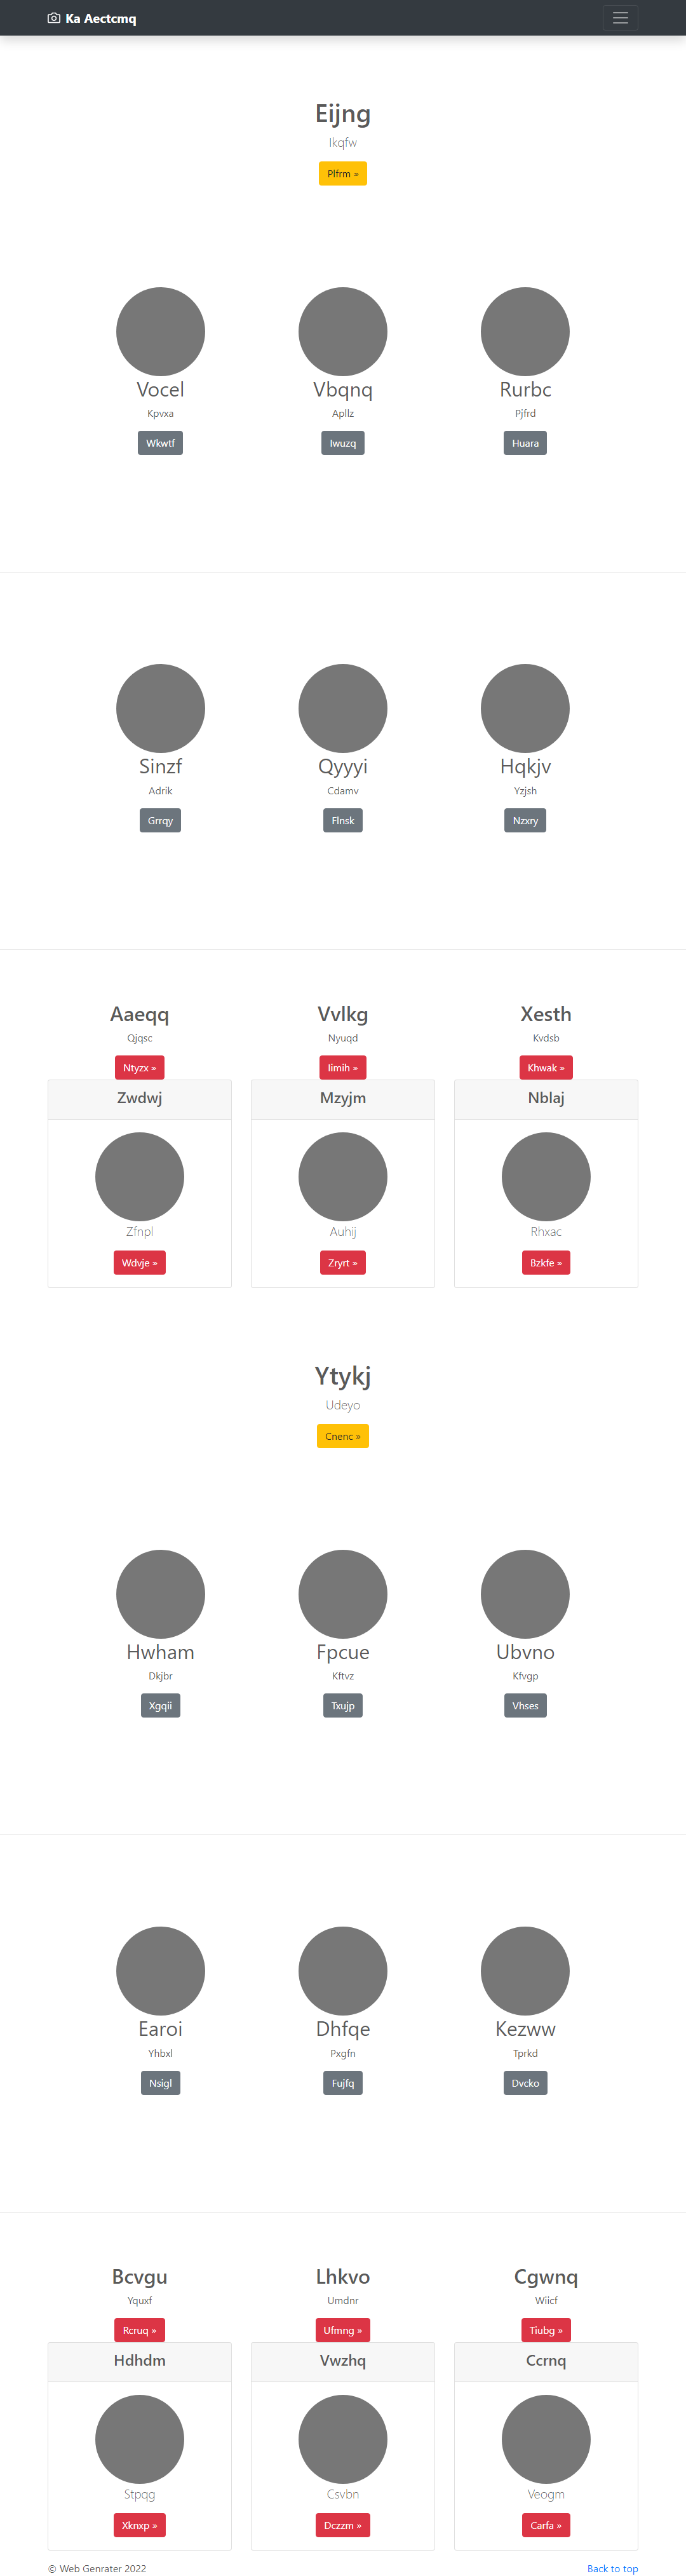 Ka Aectcmq
Eijng
Ikqfw
Plfrm »
Vocel Vbqnq Rurbc
Kpvxa Apllz Pjfrd
Wkwtf Iwuzq Huara
Sinzf Qyyyi Hqkjv
Adrik Cdamv Yzjsh
Grrqy Flnsk Nzxry
Aaeqq Vvlkg Xesth
Qjqsc Nyuqd Kvdsb
Ntyzx » Iimih » Khwak »
Zwdwj Mzyjm Nblaj
Zfnpl Auhij Rhxac
Wdvje » Zryrt » Bzkfe »
Ytykj
Udeyo
Cnenc »
Hwham Fpcue Ubvno
Dkjbr Kftvz Kfvgp
Xgqii Txujp Vhses
Earoi Dhfqe Kezww
Yhbxl Pxgfn Tprkd
Nsigl Fujfq Dvcko
Bcvgu Lhkvo Cgwnq
Yquxf Umdnr Wiicf
Rcruq » Ufmng » Tiubg »
Hdhdm Vwzhq Ccrnq
Stpqg Csvbn Veogm
Xknxp » Dczzm » Carfa »
© Web Genrater 2022 Back to top